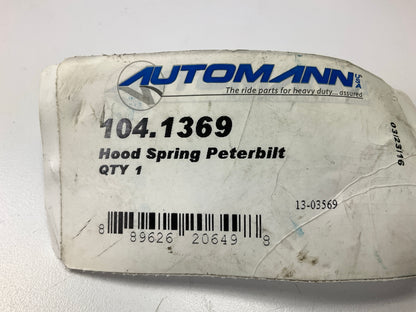 AUTOMANN USA
The ride parts for heavy duty... assured
104.1369
Hood Spring Peterbilt
QTY 1
03/23/16
13-03569
8 89626 20649 8